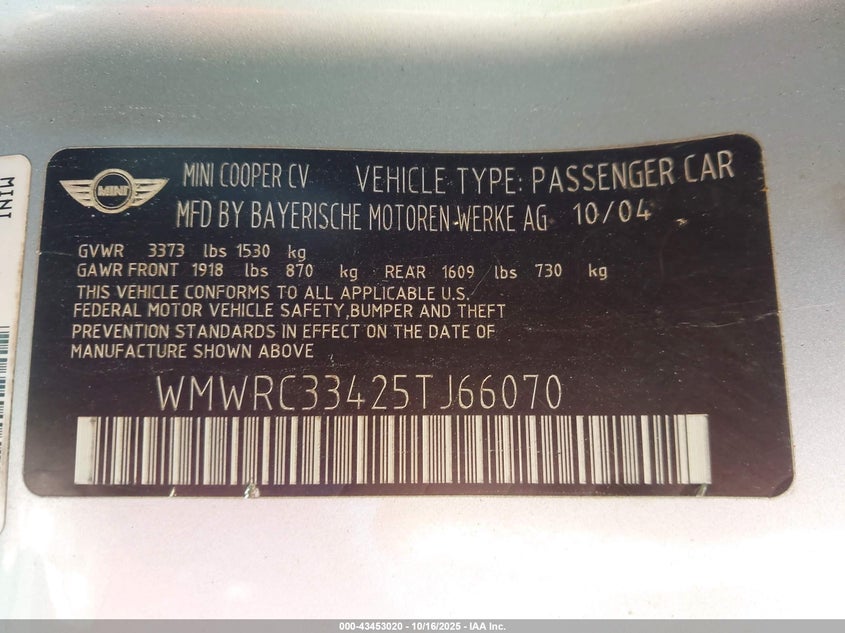 MINI
MINI COOPER CV VEHICLE TYPE: PASSENGER CAR
MFD BY BAYERISCHE MOTOREN WERKE AG 10/04
GVWR 3373 lbs 1530 kg
GAWR FRONT 1918 lbs 870 kg REAR 1609 lbs 730 kg
THIS VEHICLE CONFORMS TO ALL APPLICABLE U.S.
FEDERAL MOTOR VEHICLE SAFETY,BUMPER AND THEFT
PREVENTION STANDARDS IN EFFECT ON THE DATE OF
MANUFACTURE SHOWN ABOVE
WMWRC33425TJ66070
MINI
000-43453020 - 10/16/2025 - IAA Inc.